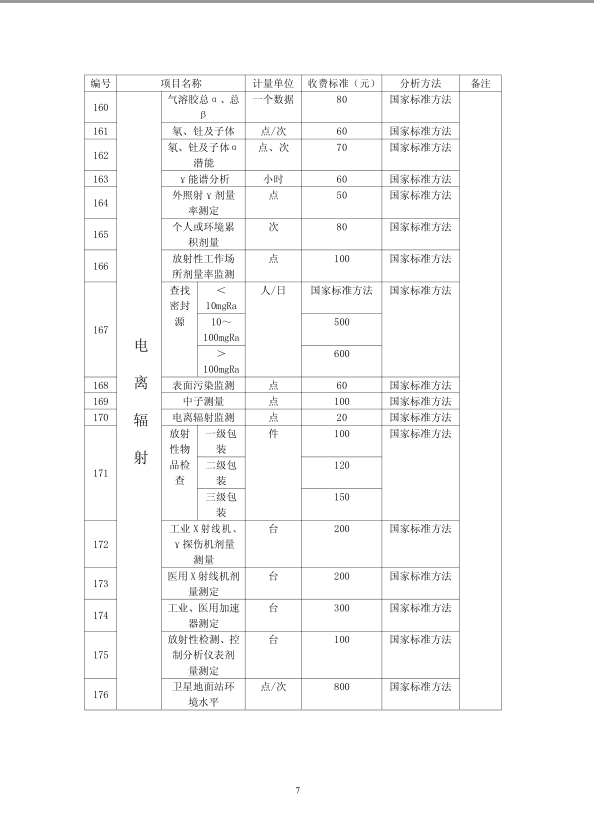 编号 项目名称 计量单位 收费标准（元） 分析方法 备注
160 气溶胶总α、总 一个数据 80 国家标准方法
β
161 氡、钍及子体 点/次 60 国家标准方法
162 氡、钍及子体α 点、次 70 国家标准方法
潜能
163 γ能谱分析 小时 60 国家标准方法
164 外照射γ剂量 点 50 国家标准方法
率测定
165 个人或环境累 次 80 国家标准方法
积剂量
166 放射性工作场 点 100 国家标准方法
所剂量率监测
167 查找 ＜ 人/日 国家标准方法 国家标准方法
密封 10mgRa
源 10～ 500
100mgRa
＞ 600
100mgRa
电
离
辐
射
168 表面污染监测 点 60 国家标准方法
169 中子测量 点 100 国家标准方法
170 电离辐射监测 点 20 国家标准方法
171 放射 一级包 件 100 国家标准方法
性物 装
品检 二级包 120
查 装
三级包 150
装
172 工业X射线机、 台 200 国家标准方法
γ探伤机剂量
测量
173 医用X射线机剂 台 200 国家标准方法
量测定
174 工业、医用加速 台 300 国家标准方法
器测定
175 放射性检测、控 台 100 国家标准方法
制分析仪表剂
量测定
176 卫星地面站环 点/次 800 国家标准方法
境水平
7